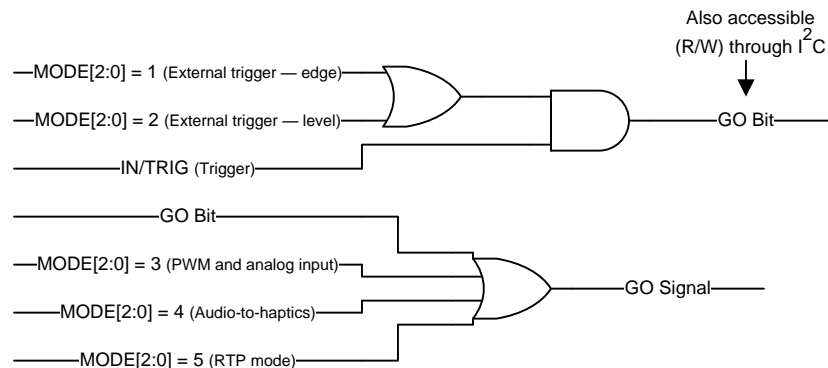 Also accessible
(R/W) through I²C
MODE[2:0] = 1 (External trigger — edge)
MODE[2:0] = 2 (External trigger — level)
GO Bit
IN/TRIG (Trigger)
GO Bit
MODE[2:0] = 3 (PWM and analog input)
GO Signal
MODE[2:0] = 4 (Audio-to-haptics)
MODE[2:0] = 5 (RTP mode)